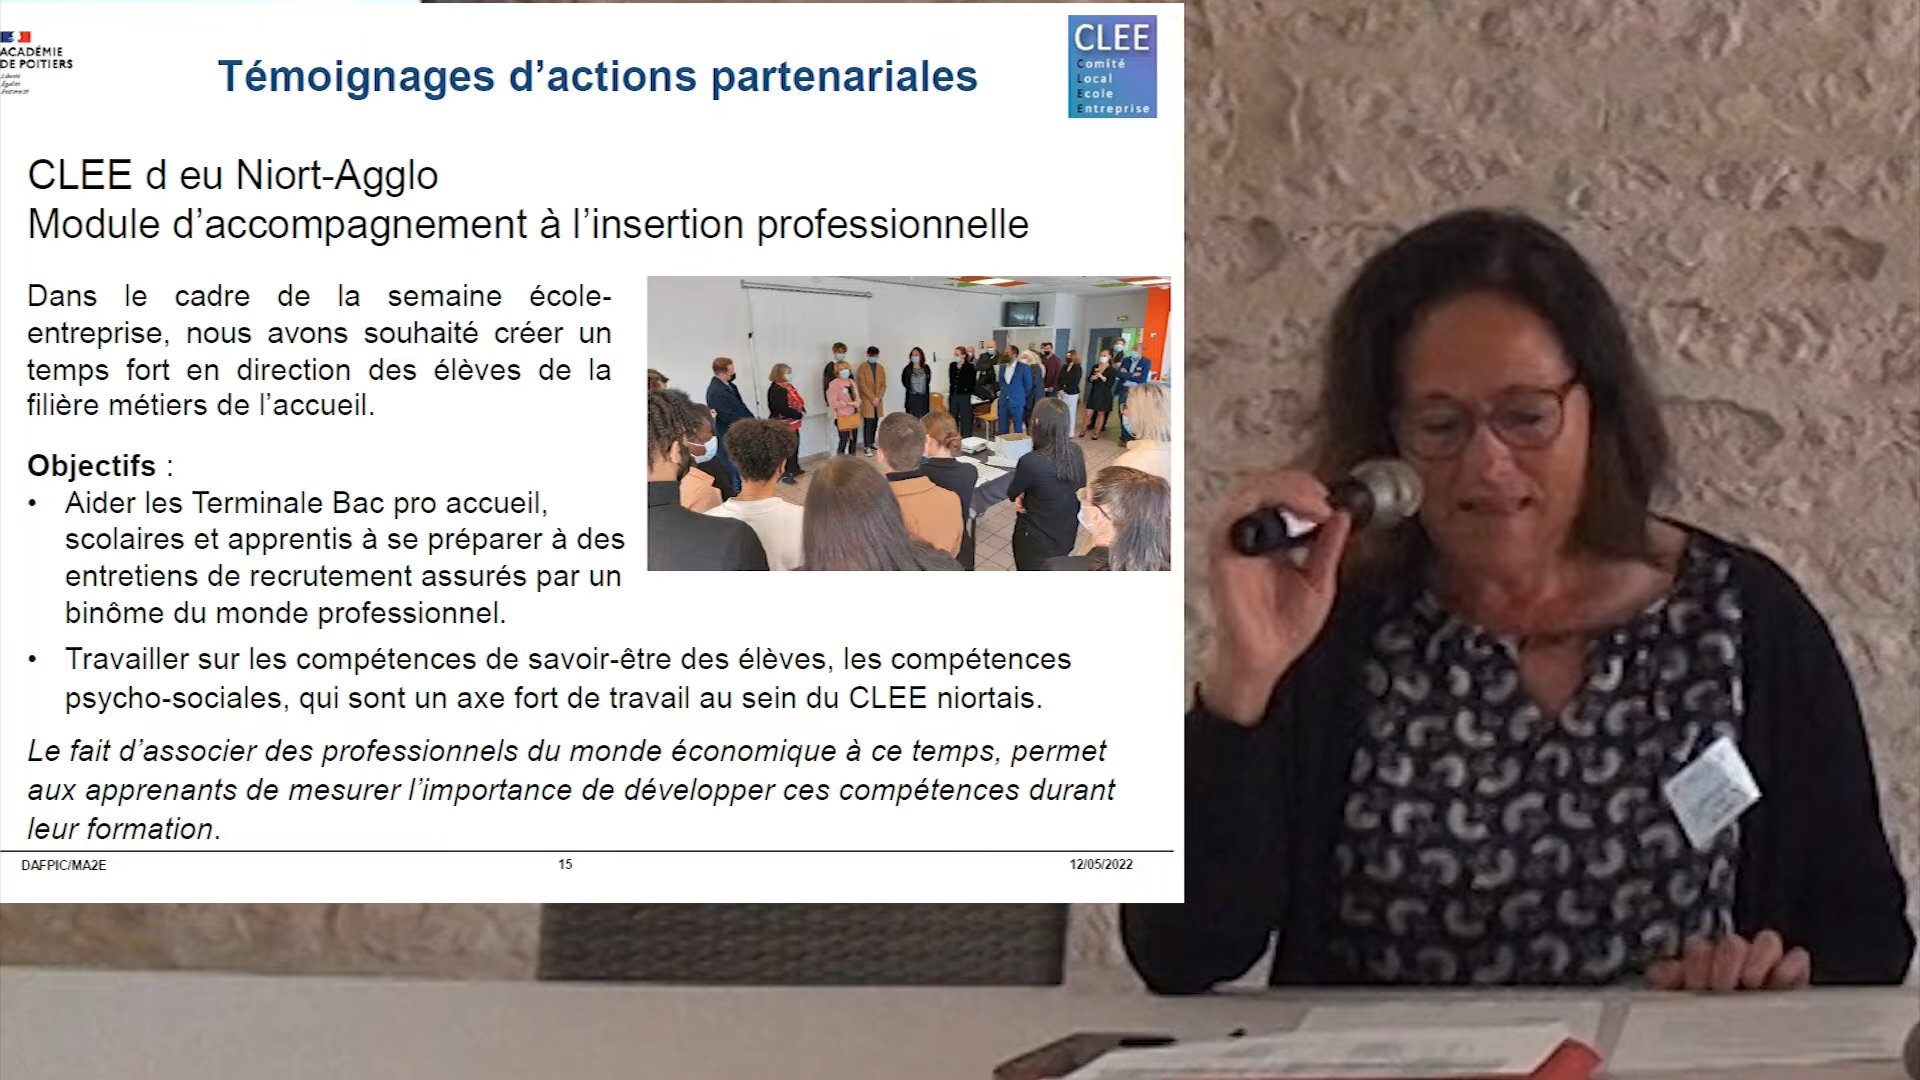 ACADÉMIE
DE POITIERS
Liberté
Égalité
Fraternité
Témoignages d’actions partenariales
CLEE
Comité
Local
Ecole
Entreprise
CLEE d eu Niort-Agglo
Module d’accompagnement à l’insertion professionnelle
Dans le cadre de la semaine école-
entreprise, nous avons souhaité créer un
temps fort en direction des élèves de la
filière métiers de l’accueil.
Objectifs :
• Aider les Terminale Bac pro accueil,
scolaires et apprentis à se préparer à des
entretiens de recrutement assurés par un
binôme du monde professionnel.
• Travailler sur les compétences de savoir-être des élèves, les compétences
psycho-sociales, qui sont un axe fort de travail au sein du CLEE niortais.
Le fait d’associer des professionnels du monde économique à ce temps, permet
aux apprenants de mesurer l’importance de développer ces compétences durant
leur formation.
DAFPIC/MA2E
15
12/05/2022